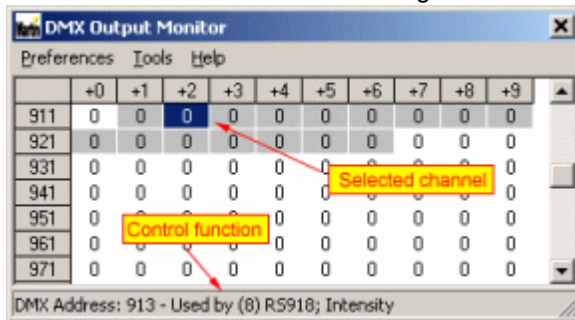 Martin DMX Output Monitor
Preferences Tools Help
+0 +1 +2 +3 +4 +5 +6 +7 +8 +9
911 0 0 0 0 0 0 0 0 0 0
921 0 0 0 0 0 0 0 0 0 0
931 0 0 0 0 0 0 0 0 0 0
Selected channel
941 0 0 0 0 0 0
951 0 0 0 0 0 0 0
Control function
961 0 0 0 0 0 0 0 0 0 0
971 0 0 0 0 0 0 0 0 0 0
DMX Address: 913 - Used by (8) RS918; Intensity